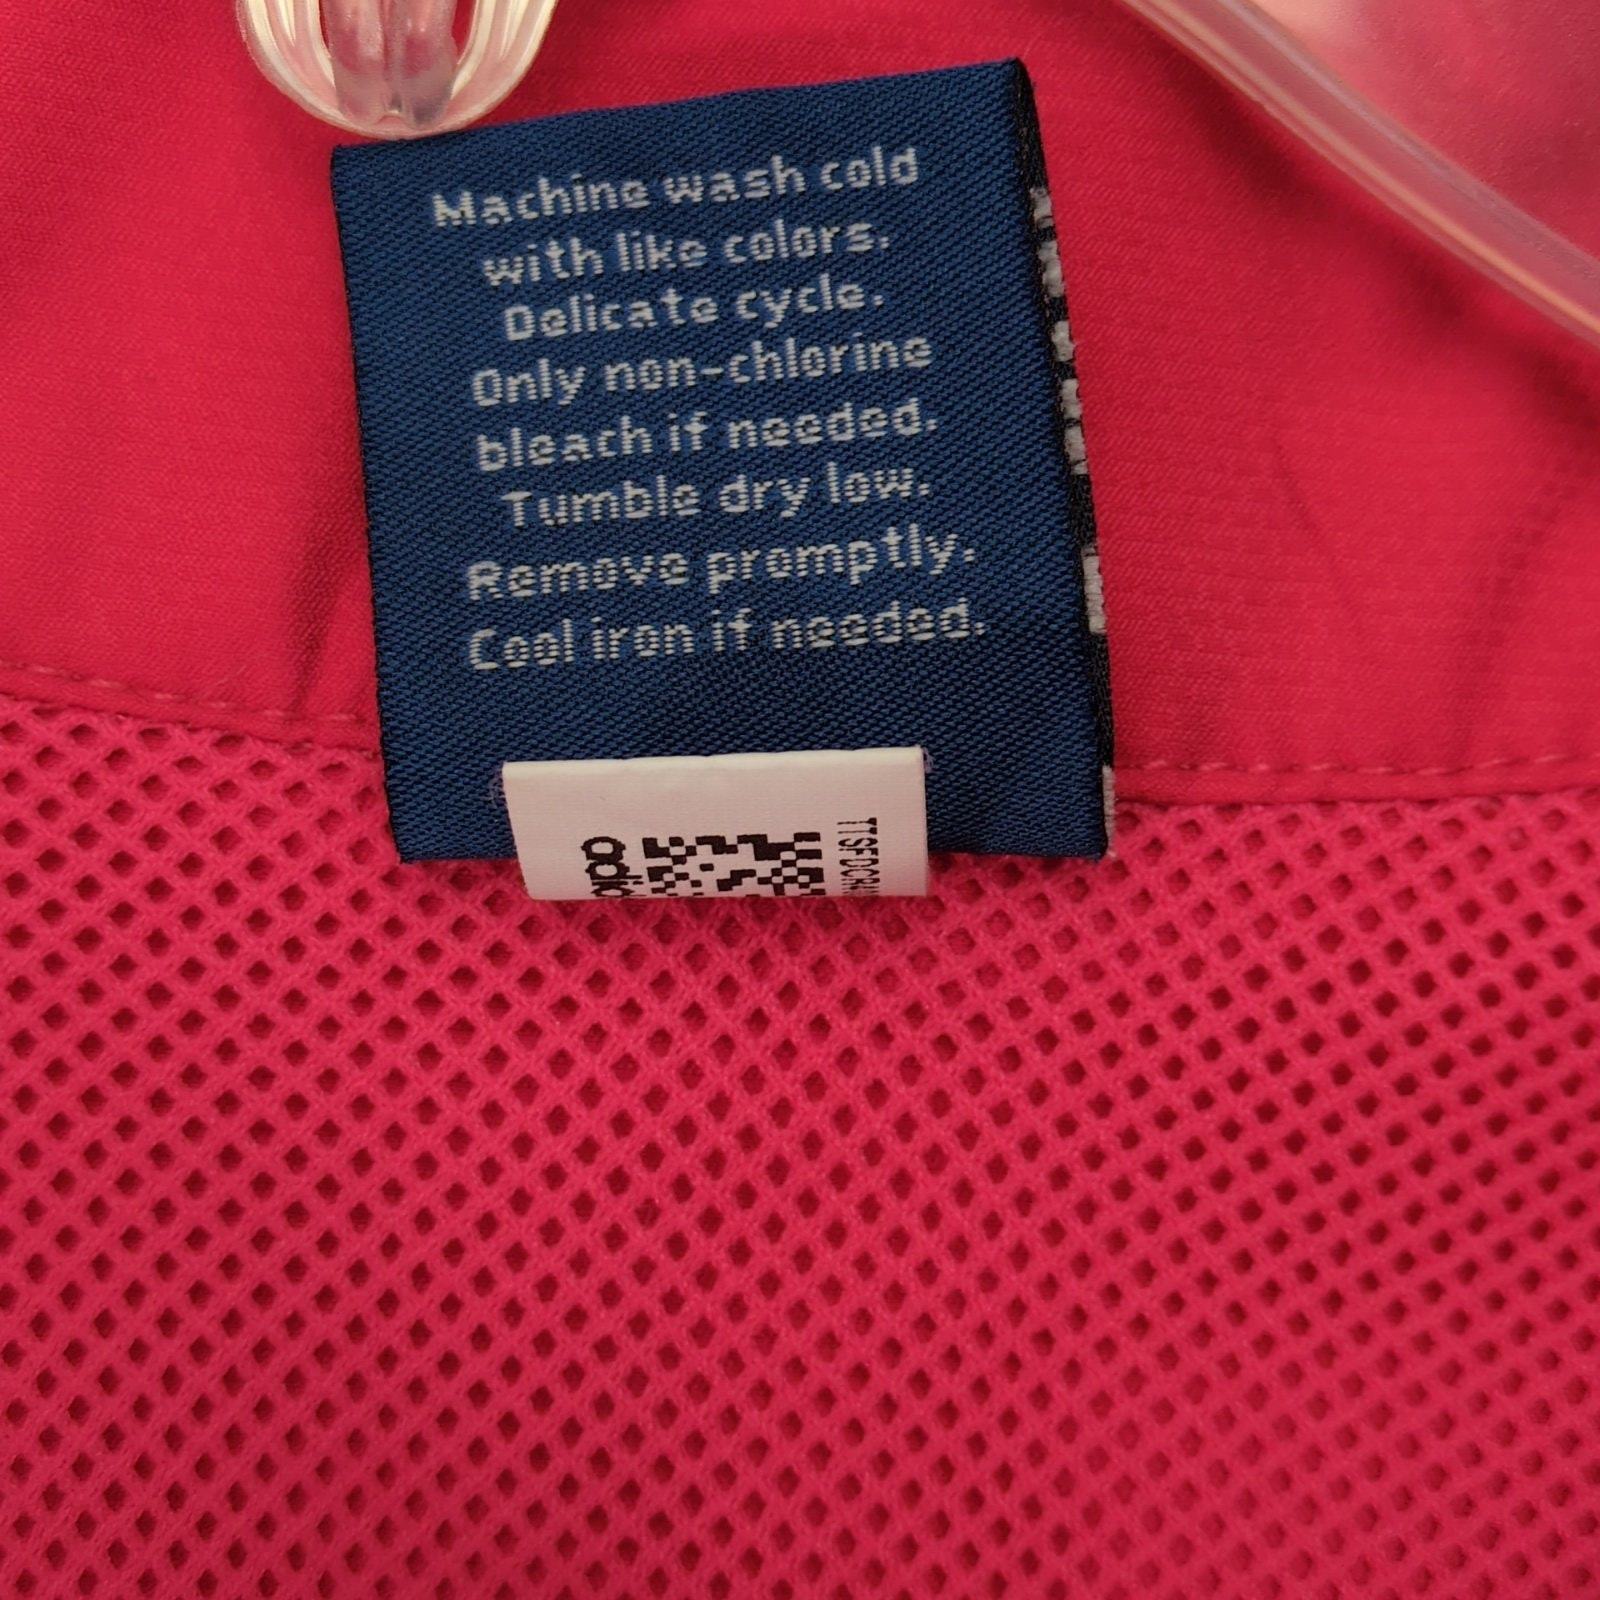 Machine wash cold
with like colors.
Delicate cycle.
Only non-chlorine
bleach if needed.
Tumble dry low.
Remove promptly.
Cool iron if needed.